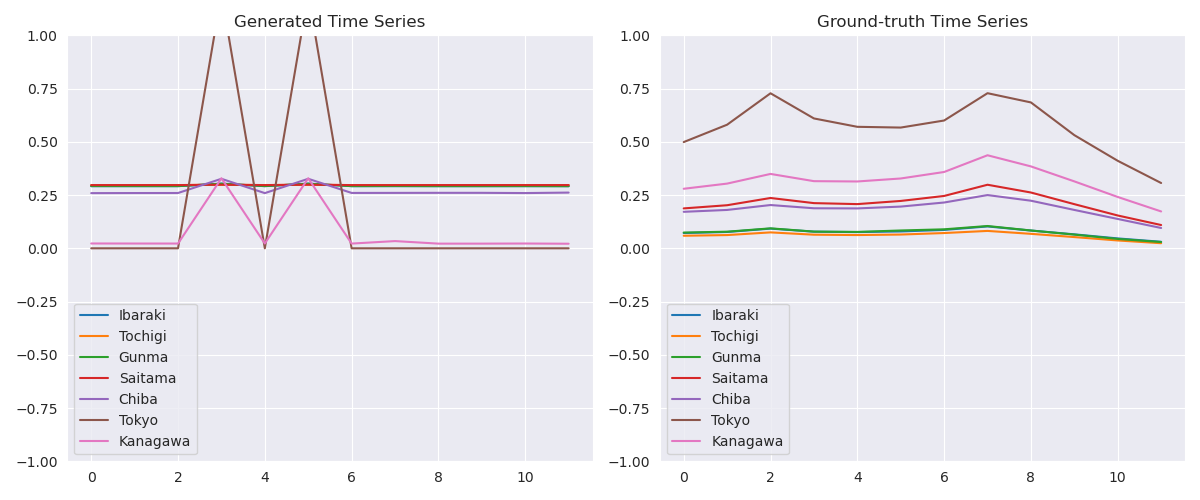 Generated Time Series
1.00
0.75
0.50
0.25
0.00
−0.25
−0.50
−0.75
−1.00
0 2 4 6 8 10
Ibaraki
Tochigi
Gunma
Saitama
Chiba
Tokyo
Kanagawa
Ground-truth Time Series
1.00
0.75
0.50
0.25
0.00
−0.25
−0.50
−0.75
−1.00
0 2 4 6 8 10
Ibaraki
Tochigi
Gunma
Saitama
Chiba
Tokyo
Kanagawa